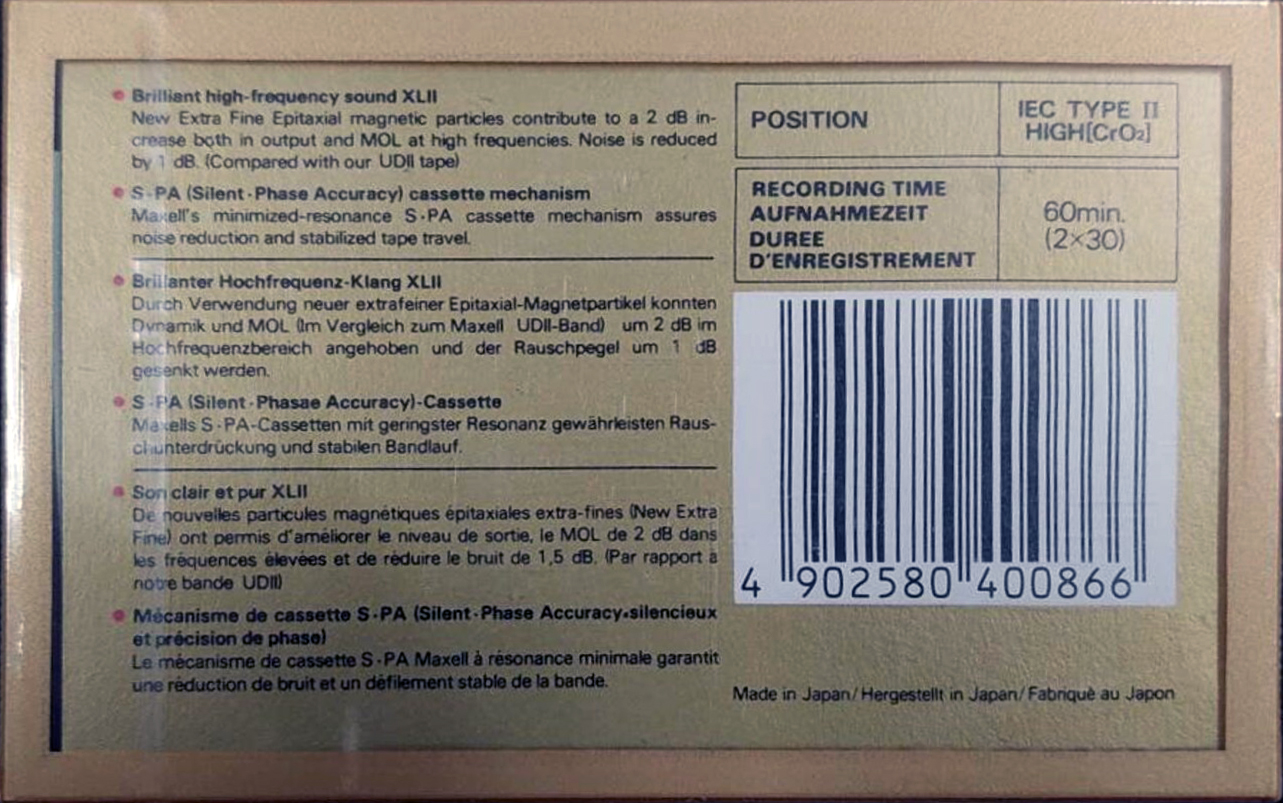 • Brilliant high-frequency sound XLII
New Extra Fine Epitaxial magnetic particles contribute to a 2 dB in-
crease both in output and MOL at high frequencies. Noise is reduced
by 1 dB. (Compared with our UDII tape)
• S·PA (Silent·Phase Accuracy) cassette mechanism
Maxell's minimized-resonance S·PA cassette mechanism assures
noise reduction and stabilized tape travel.
• Brillanter Hochfrequenz-Klang XLII
Durch Verwendung neuer extrafeiner Epitaxial-Magnetpartikel konnten
Dynamik und MOL (Im Vergleich zum Maxell UDII-Band) um 2 dB im
Hochfrequenzbereich angehoben und der Rauschpegel um 1 dB
gesenkt werden.
• S·PA (Silent·Phasae Accuracy)-Cassette
Maxells S·PA-Cassetten mit geringster Resonanz gewährleisten Raus-
chunterdrückung und stabilen Bandlauf.
• Son clair et pur XLII
De nouvelles particules magnétiques épitaxiales extra-fines (New Extra
Fine) ont permis d'améliorer le niveau de sortie, le MOL de 2 dB dans
les fréquences élevées et de réduire le bruit de 1,5 dB. (Par rapport à
notre bande UDII)
• Mécanisme de cassette S·PA (Silent·Phase Accuracy•silencieux
et précision de phase)
Le mécanisme de cassette S·PA Maxell à résonance minimale garantit
une réduction de bruit et un défilement stable de la bande.
POSITION
IEC TYPE II
HIGH[CrO₂]
RECORDING TIME
AUFNAHMEZEIT
DUREE
D'ENREGISTREMENT
60min.
(2×30)
4 902580 400866
Made in Japan/Hergestellt in Japan/Fabriqué au Japon